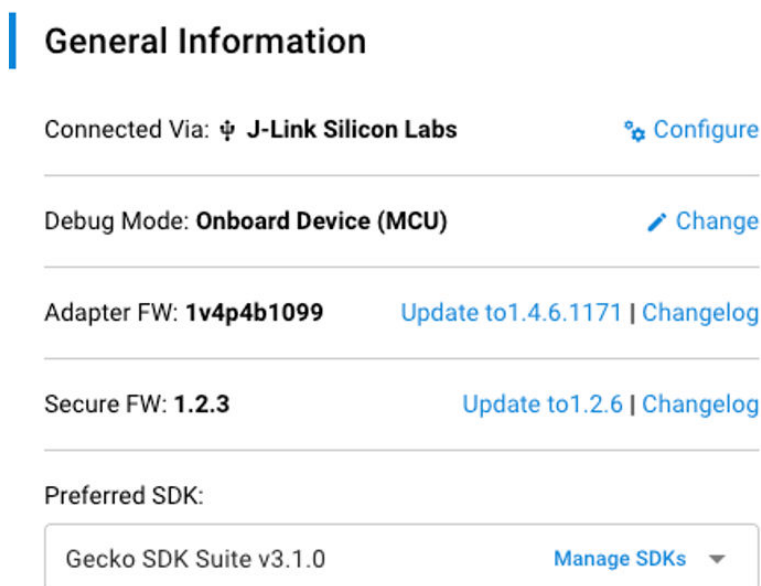 General Information
Connected Via: J-Link Silicon Labs Configure
Debug Mode: Onboard Device (MCU) Change
Adapter FW: 1v4p4b1099 Update to1.4.6.1171 | Changelog
Secure FW: 1.2.3 Update to1.2.6 | Changelog
Preferred SDK:
Gecko SDK Suite v3.1.0 Manage SDKs